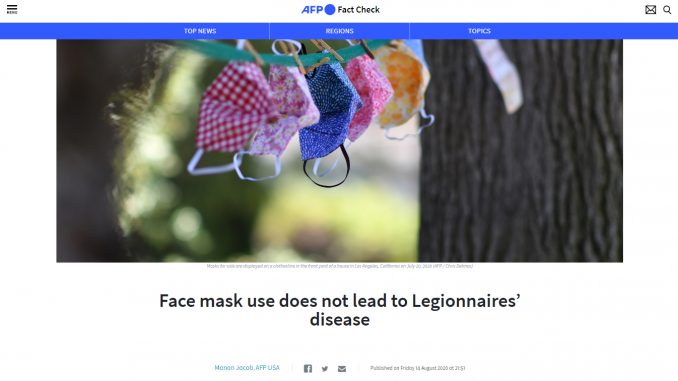 MENU
AFP Fact Check
TOP NEWS REGIONS TOPICS
Masks for sale are displayed on a clothesline in the front yard of a house in Los Angeles, California on July 20, 2020 (AFP / Chris Delmas)
Face mask use does not lead to Legionnaires’
disease
Manon Jacob, AFP USA
Published on Friday 14 August 2020 at 21:51